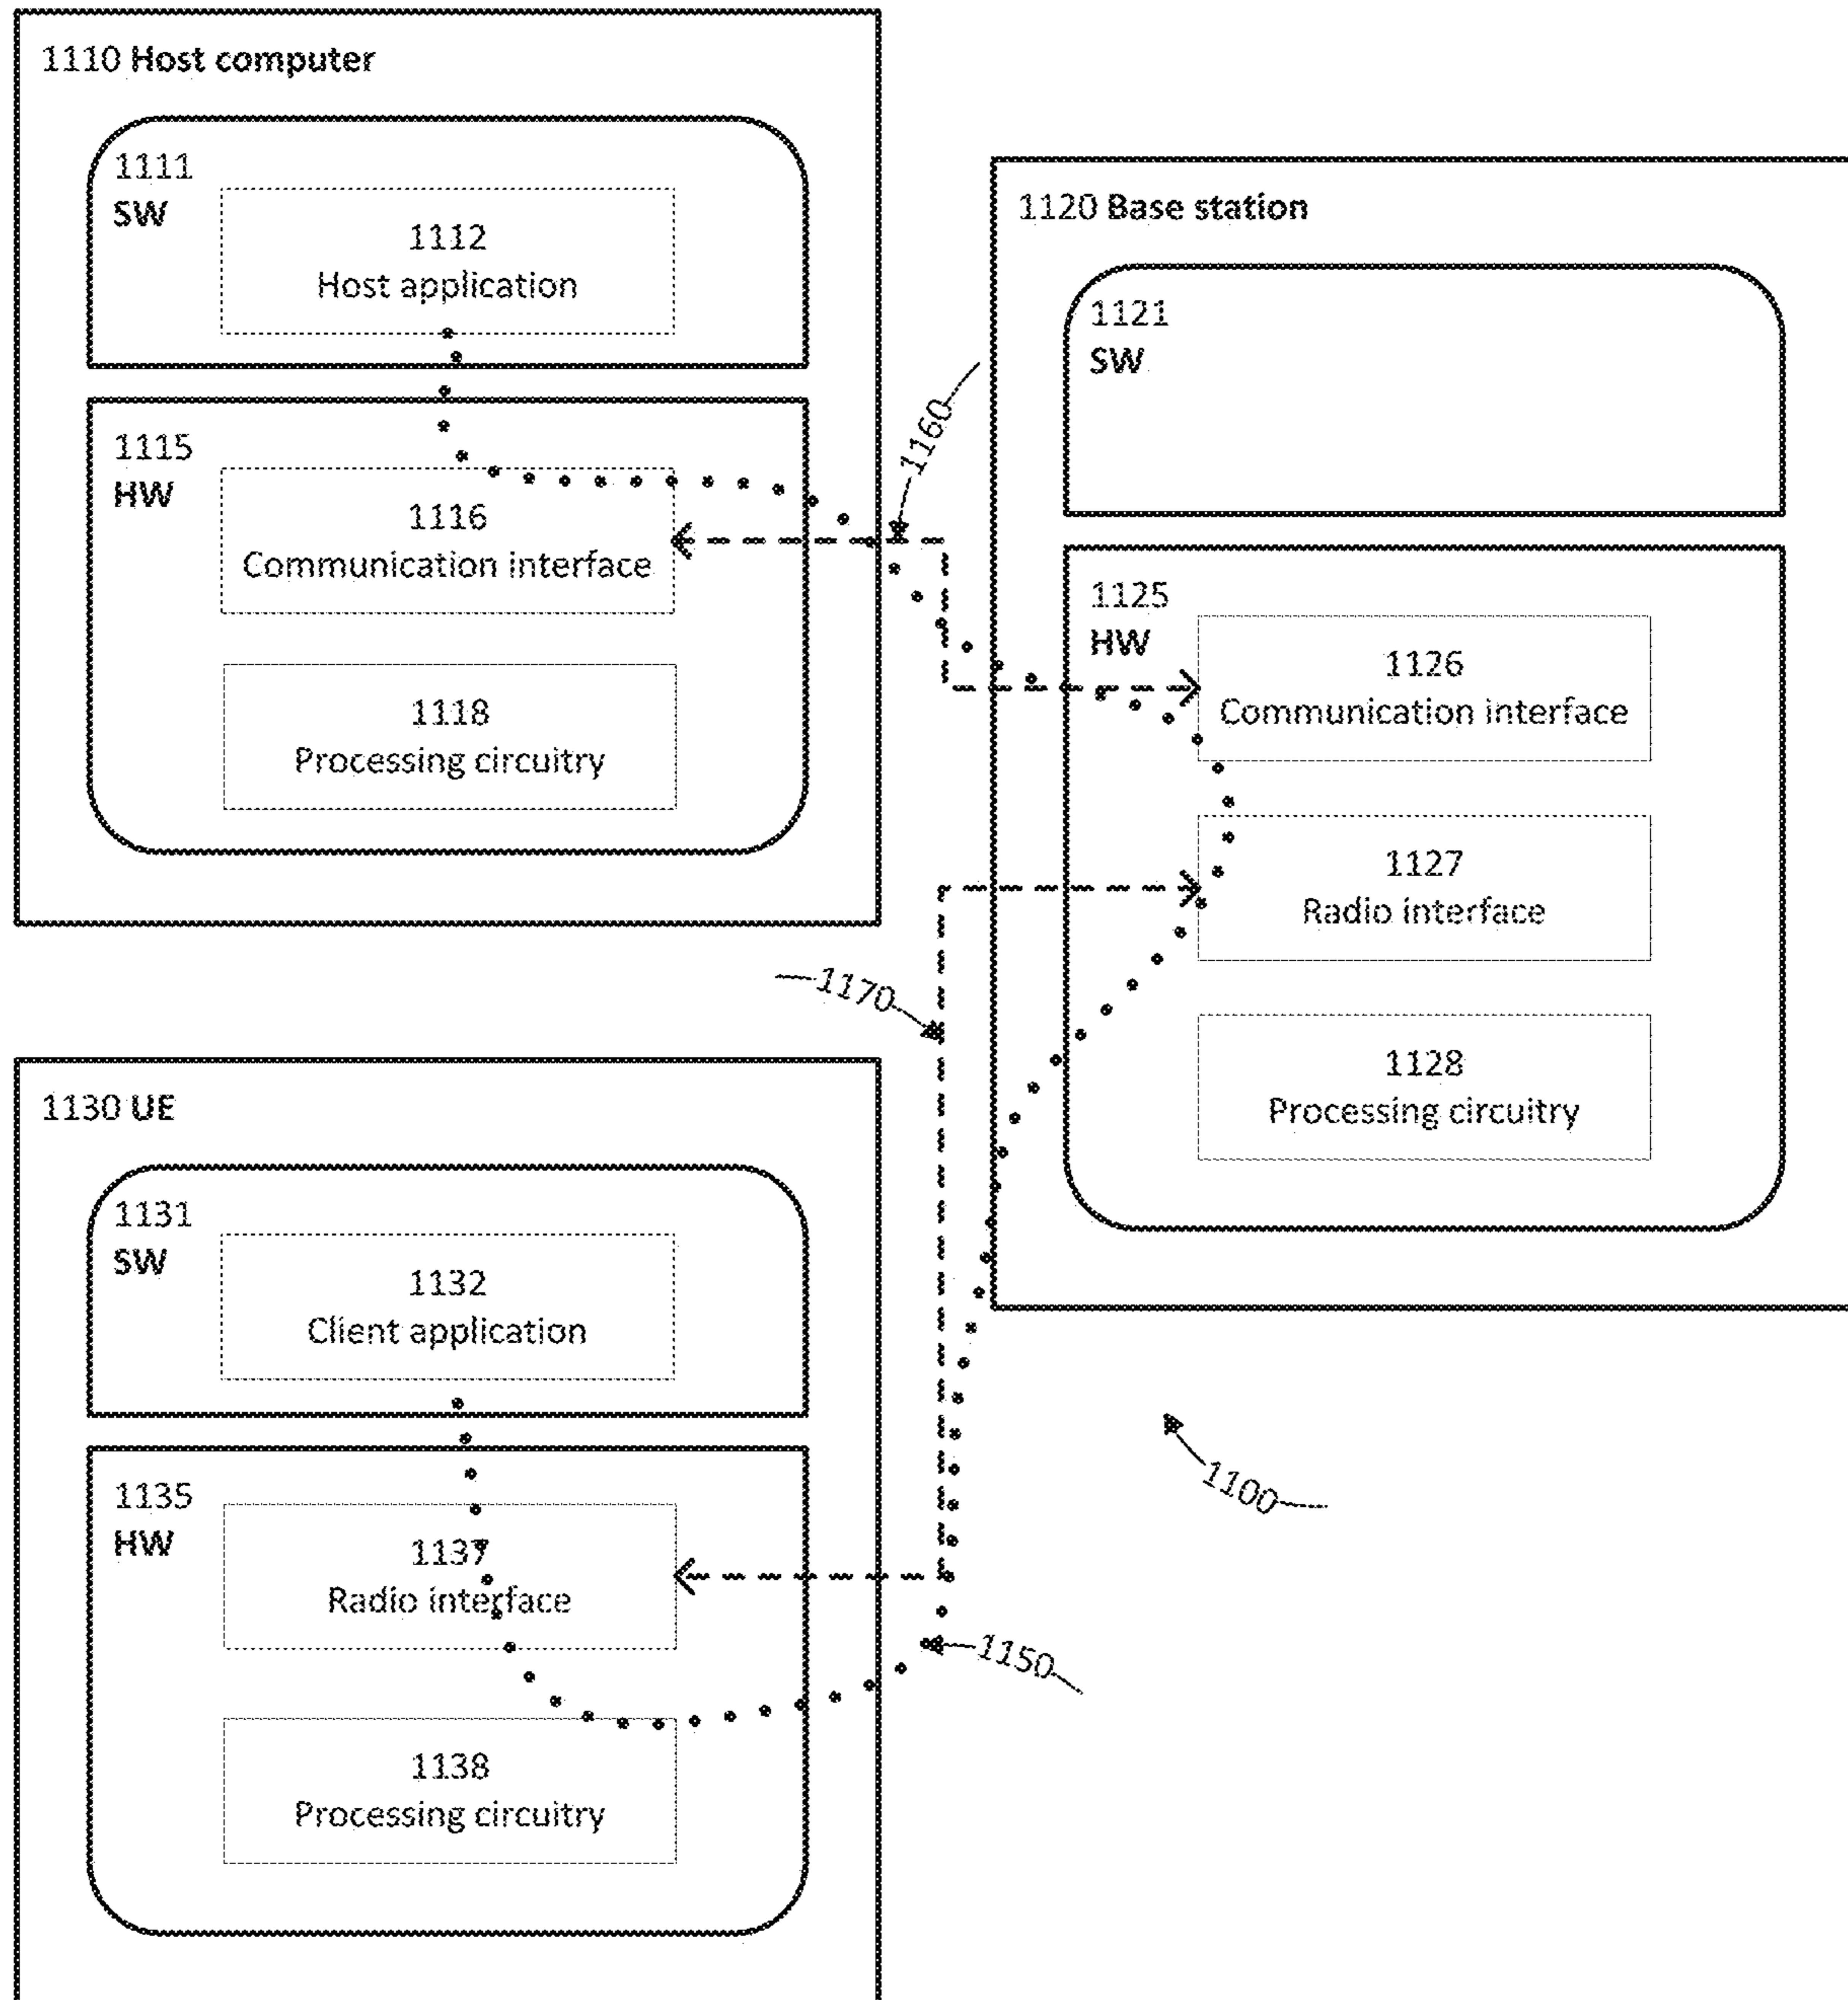 1110 Host computer
1111
SW
1112
Host application
1115
HW
1116
Communication interface
1118
Processing circuitry
1160
1120 Base station
1121
SW
1125
HW
1126
Communication interface
1127
Radio interface
1128
Processing circuitry
1170
1130 UE
1131
SW
1132
Client application
1135
HW
1137
Radio interface
1138
Processing circuitry
1150
1100